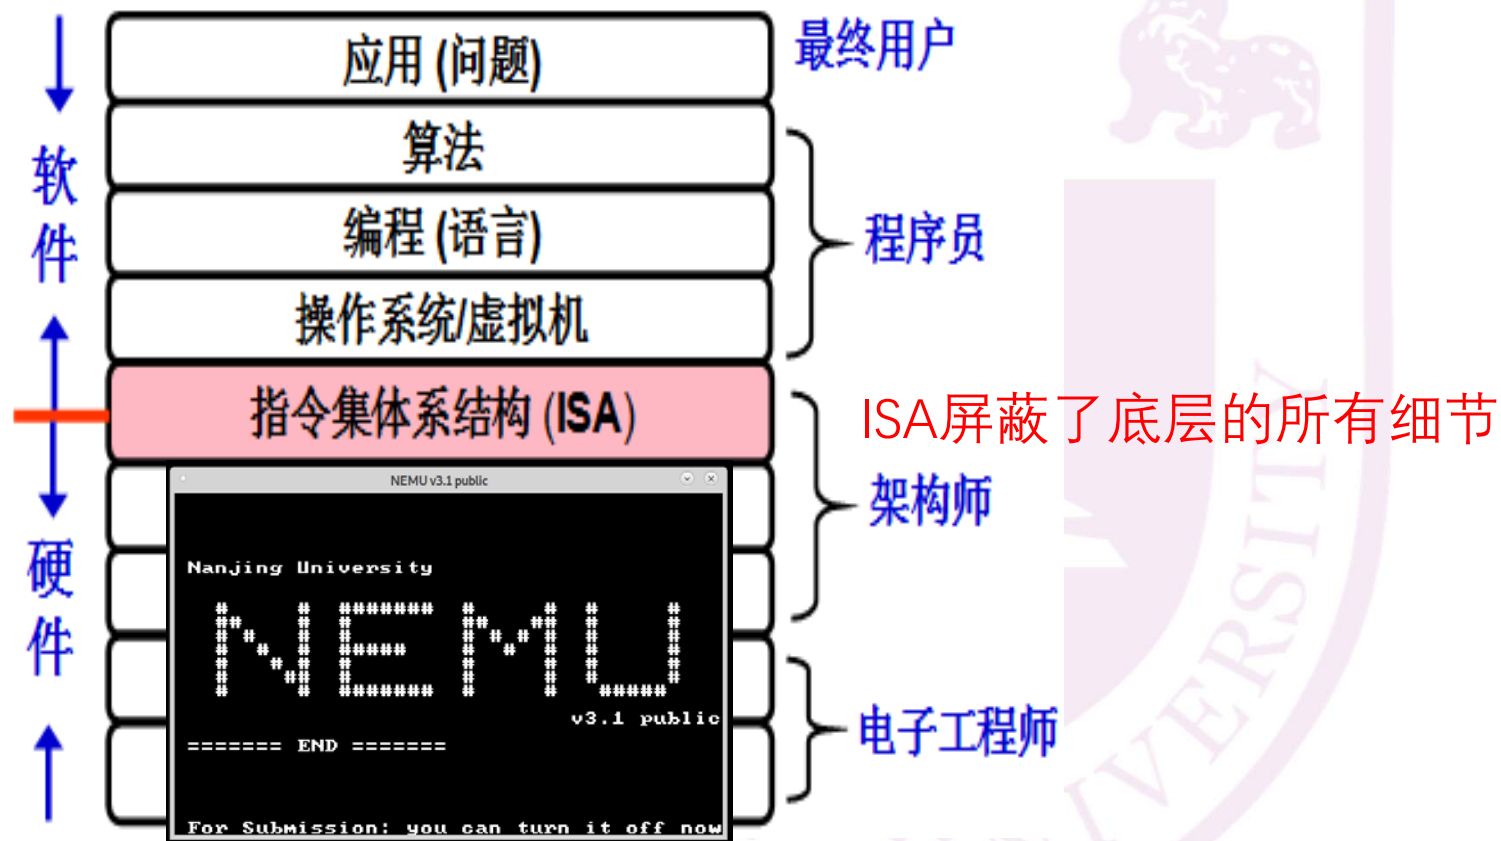 应用 (问题)
最终用户
算法
编程 (语言)
操作系统/虚拟机
程序员
软件
指令集体系结构 (ISA)
ISA屏蔽了底层的所有细节
架构师
硬件
电子工程师
NEMU v3.1 public
Nanjing University
NEMU
v3.1 public
======= END =======
For Submission: you can turn it off now
VERSITY